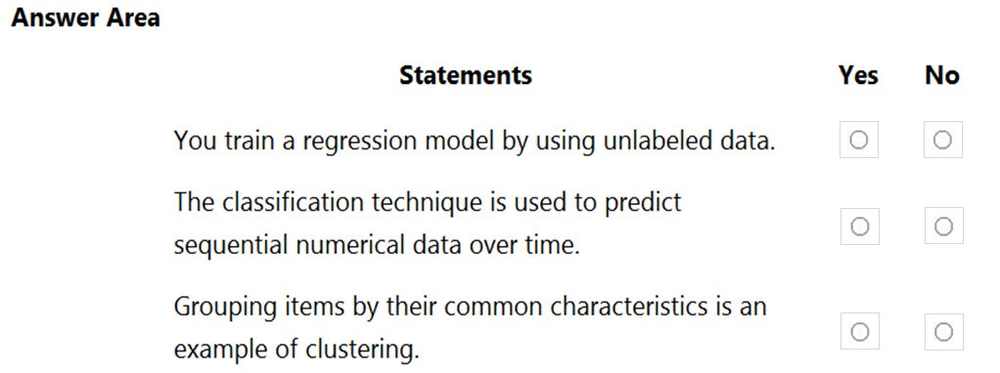 Answer Area
Statements Yes No
You train a regression model by using unlabeled data.
The classification technique is used to predict
sequential numerical data over time.
Grouping items by their common characteristics is an
example of clustering.